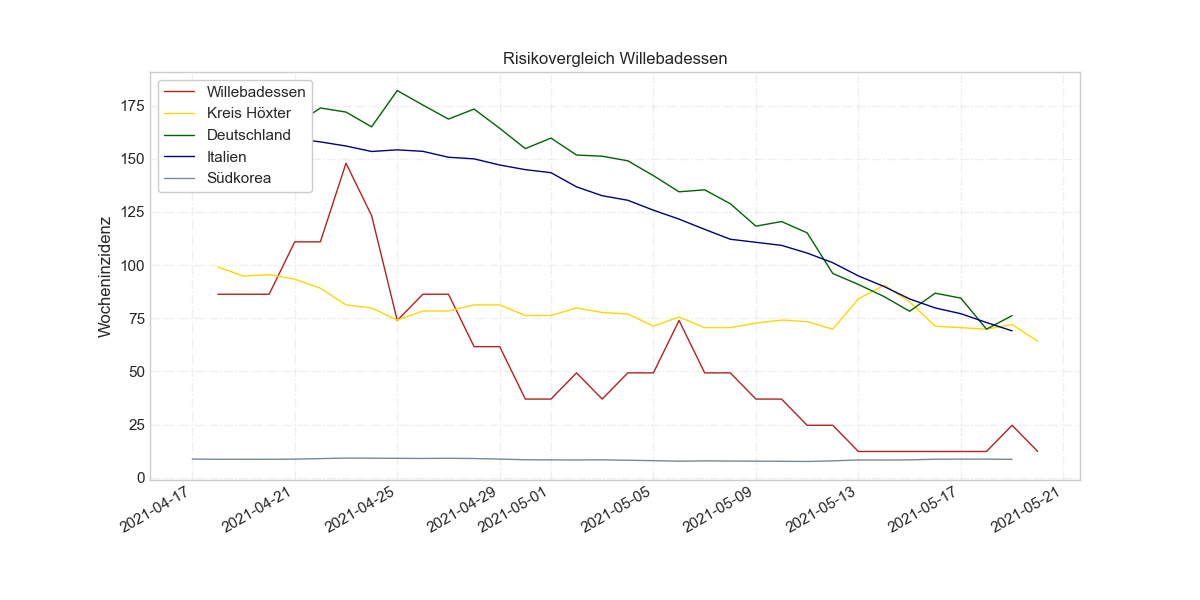 Risikovergleich Willebadessen
Willebadessen
Kreis Höxter
Deutschland
Italien
Südkorea
Wocheninzidenz
175
150
125
100
75
50
25
0
2021-04-17
2021-04-21
2021-04-25
2021-04-29
2021-05-01
2021-05-05
2021-05-09
2021-05-13
2021-05-17
2021-05-21